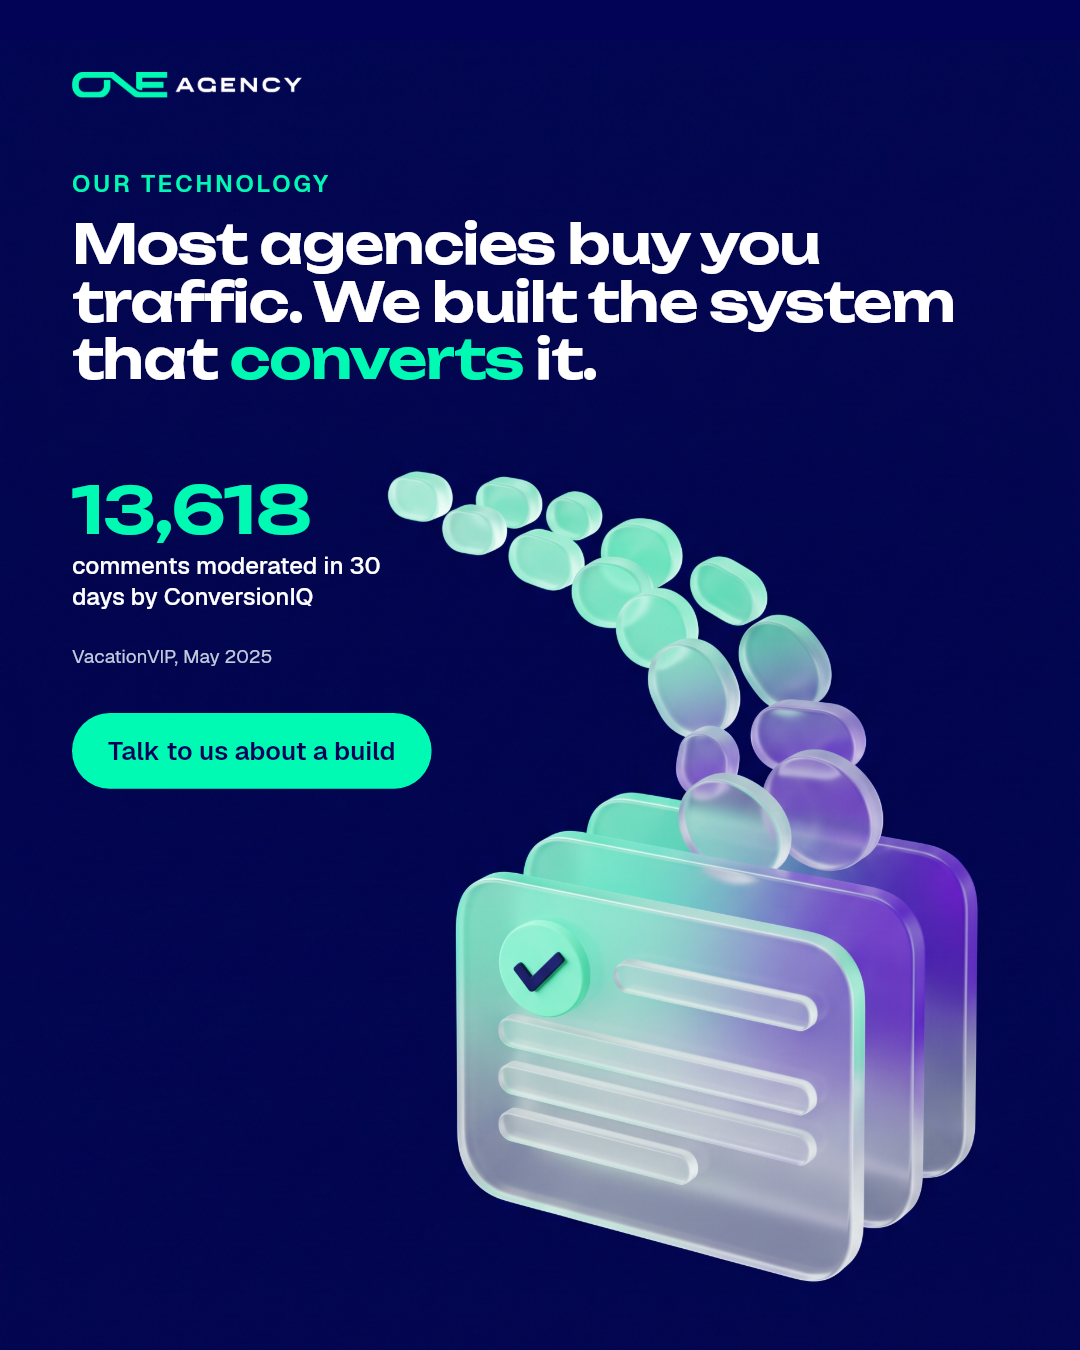 ONE AGENCY
OUR TECHNOLOGY
Most agencies buy you
traffic. We built the system
that converts it.
13,618
comments moderated in 30
days by ConversionIQ
VacationVIP, May 2025
Talk to us about a build